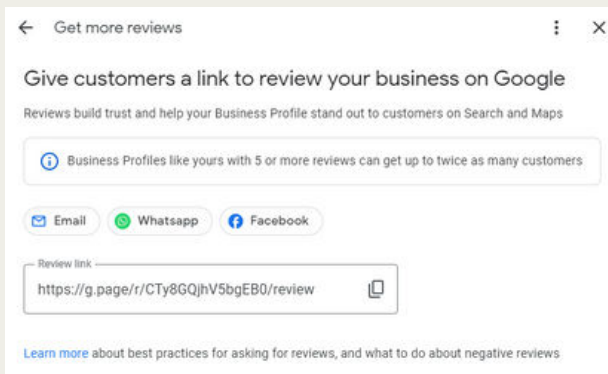 Get more reviews
Give customers a link to review your business on Google
Reviews build trust and help your Business Profile stand out to customers on Search and Maps
Business Profiles like yours with 5 or more reviews can get up to twice as many customers
Email Whatsapp Facebook
Review link
https://g.page/r/CTy8GQjhV5bgEB0/review
Learn more about best practices for asking for reviews, and what to do about negative reviews